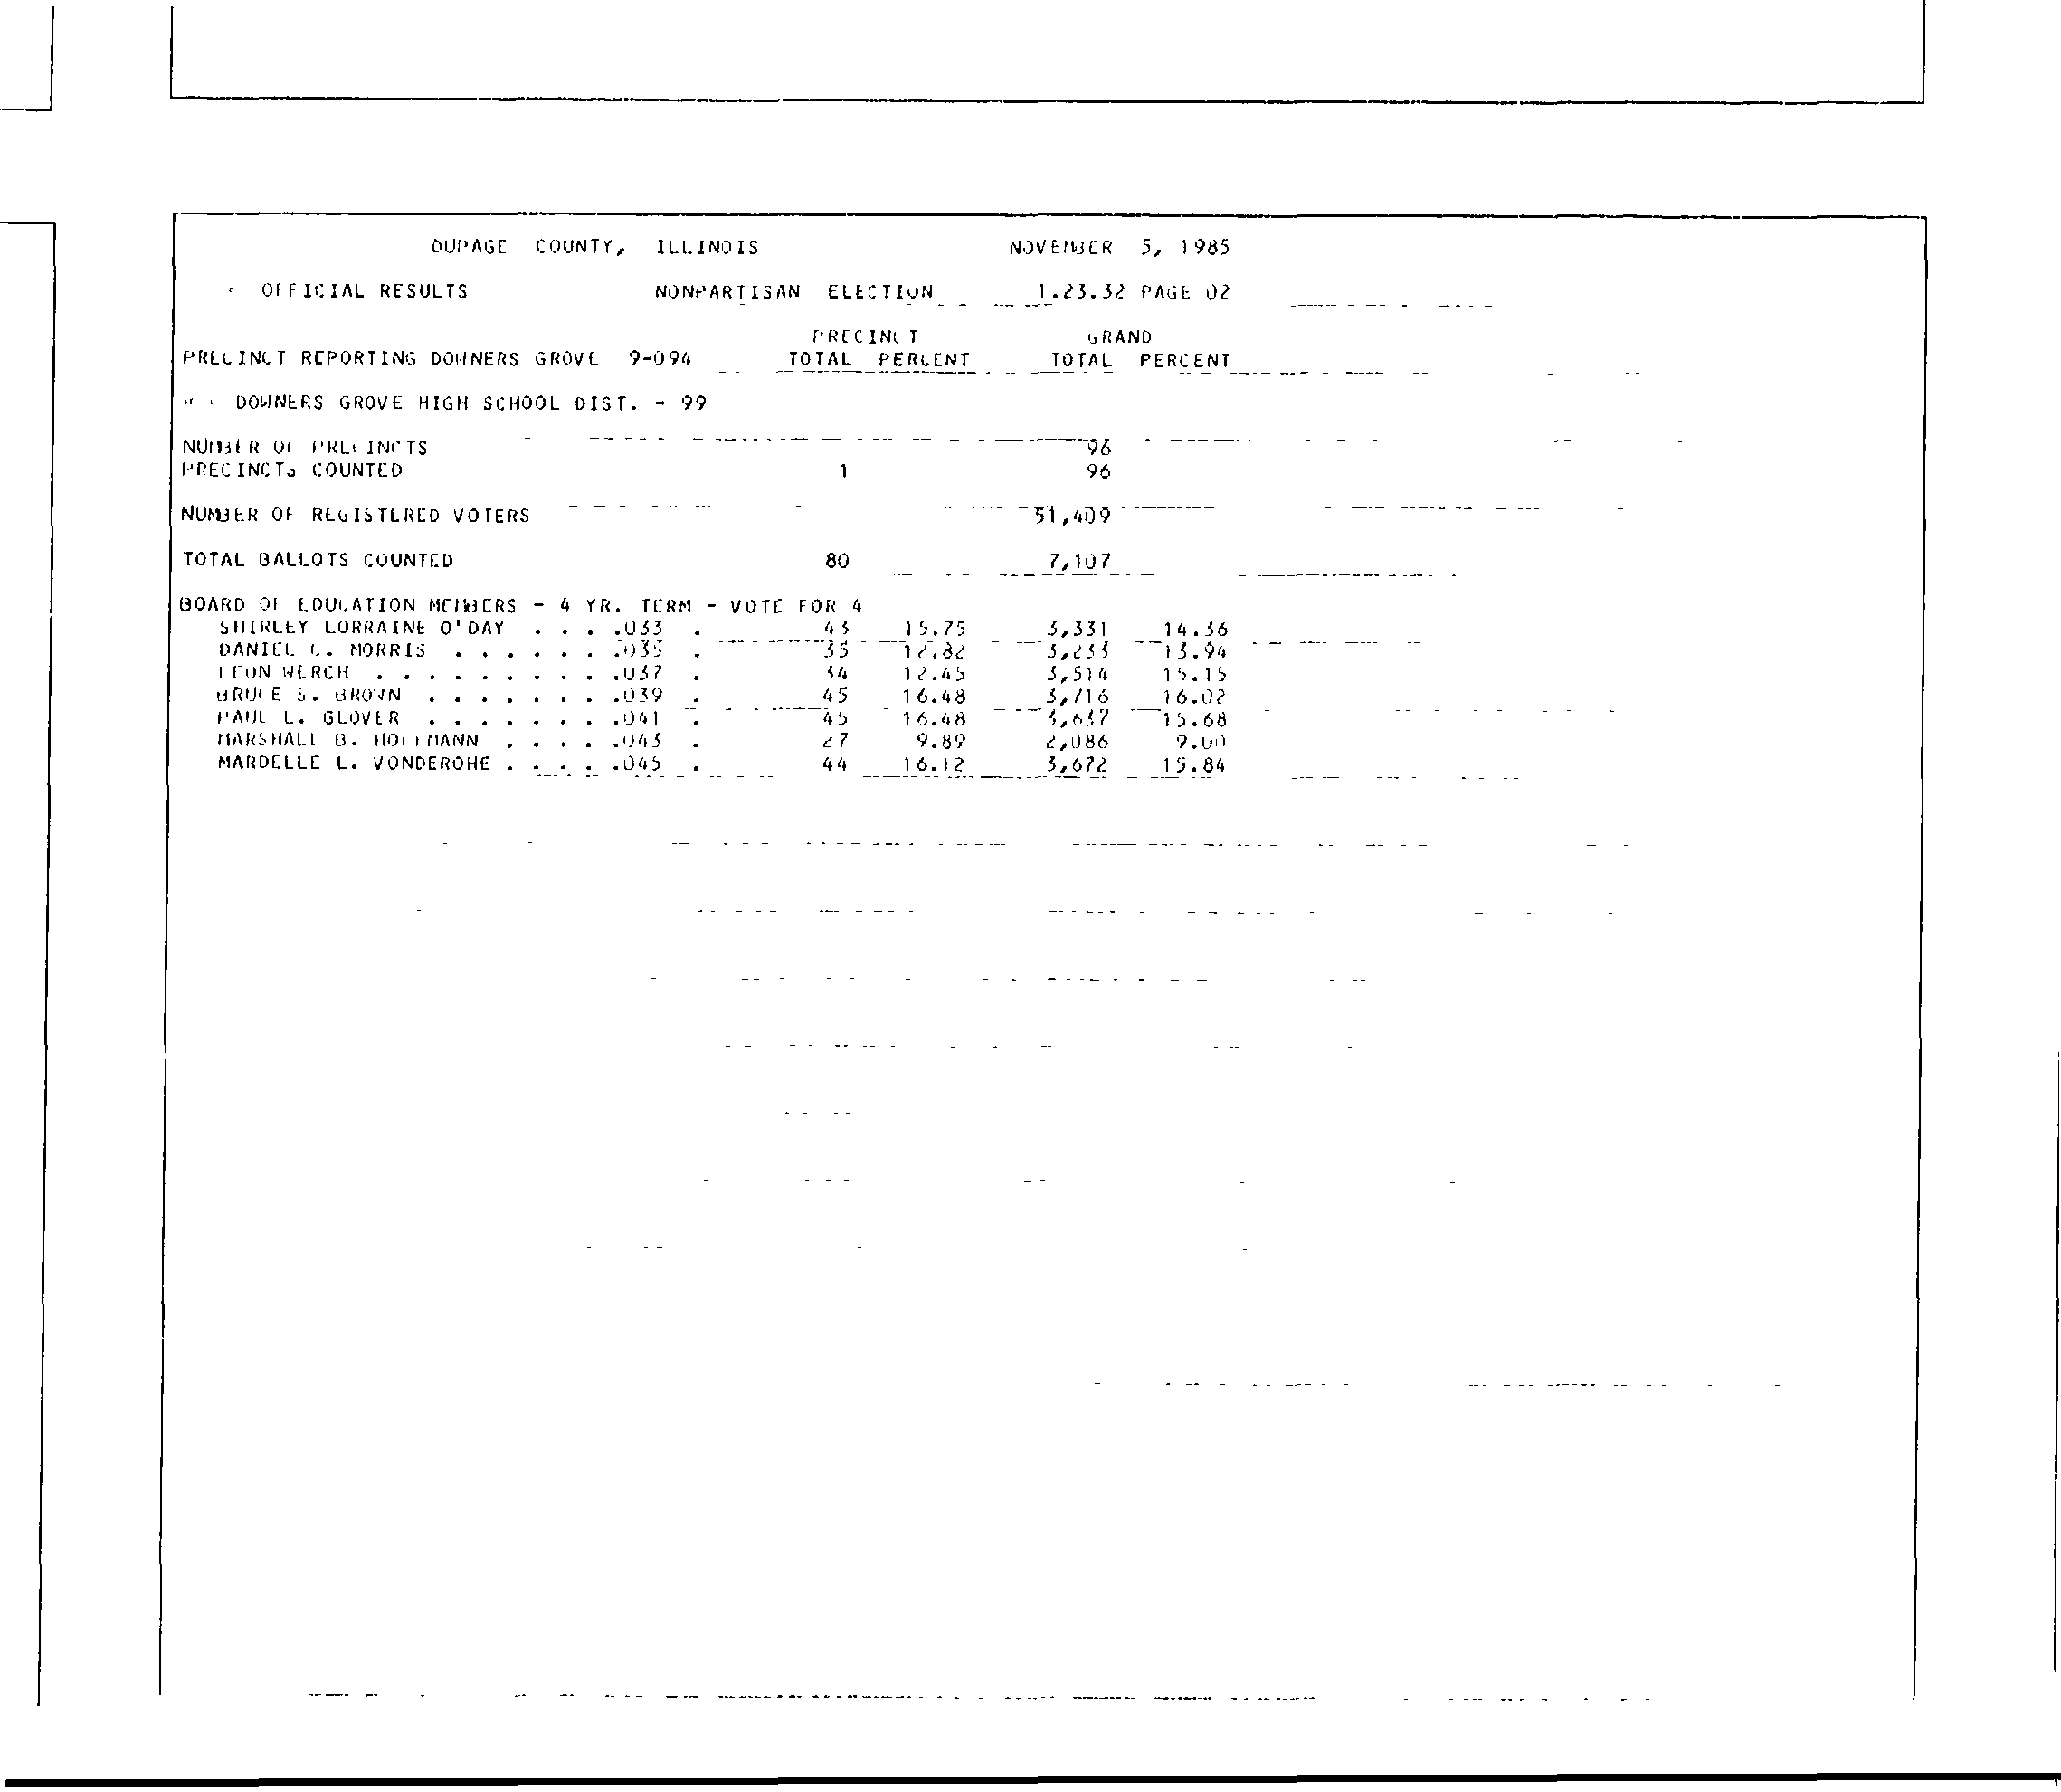 DUPAGE COUNTY, ILLINOIS NOVEMBER 5, 1985
OFFICIAL RESULTS NONPARTISAN ELECTION 1.23.32 PAGE 02
PRECINCT GRAND
PRECINCT REPORTING DOWNERS GROVE 9-094 TOTAL PERCENT TOTAL PERCENT
DOWNERS GROVE HIGH SCHOOL DIST. - 99
NUMBER OF PRECINCTS 96
PRECINCTS COUNTED 1 96
NUMBER OF REGISTERED VOTERS 51,409
TOTAL BALLOTS COUNTED 80 7,107
BOARD OF EDUCATION MEMBERS - 4 YR. TERM - VOTE FOR 4
SHIRLEY LORRAINE O'DAY . . . .033 . 43 15.75 3,331 14.36
DANIEL C. MORRIS . . . . . . .035 . 35 12.82 3,233 13.94
LEON WERCH . . . . . . . . . .037 . 34 12.45 3,514 15.15
BRUCE S. BROWN . . . . . . . .039 . 45 16.48 3,716 16.02
PAUL L. GLOVER . . . . . . . .041 . 45 16.48 3,637 15.68
MARSHALL B. HOFFMANN . . . . .043 . 27 9.89 2,086 9.00
MARDELLE L. VONDEROHE . . . . .045 . 44 16.12 3,672 15.84